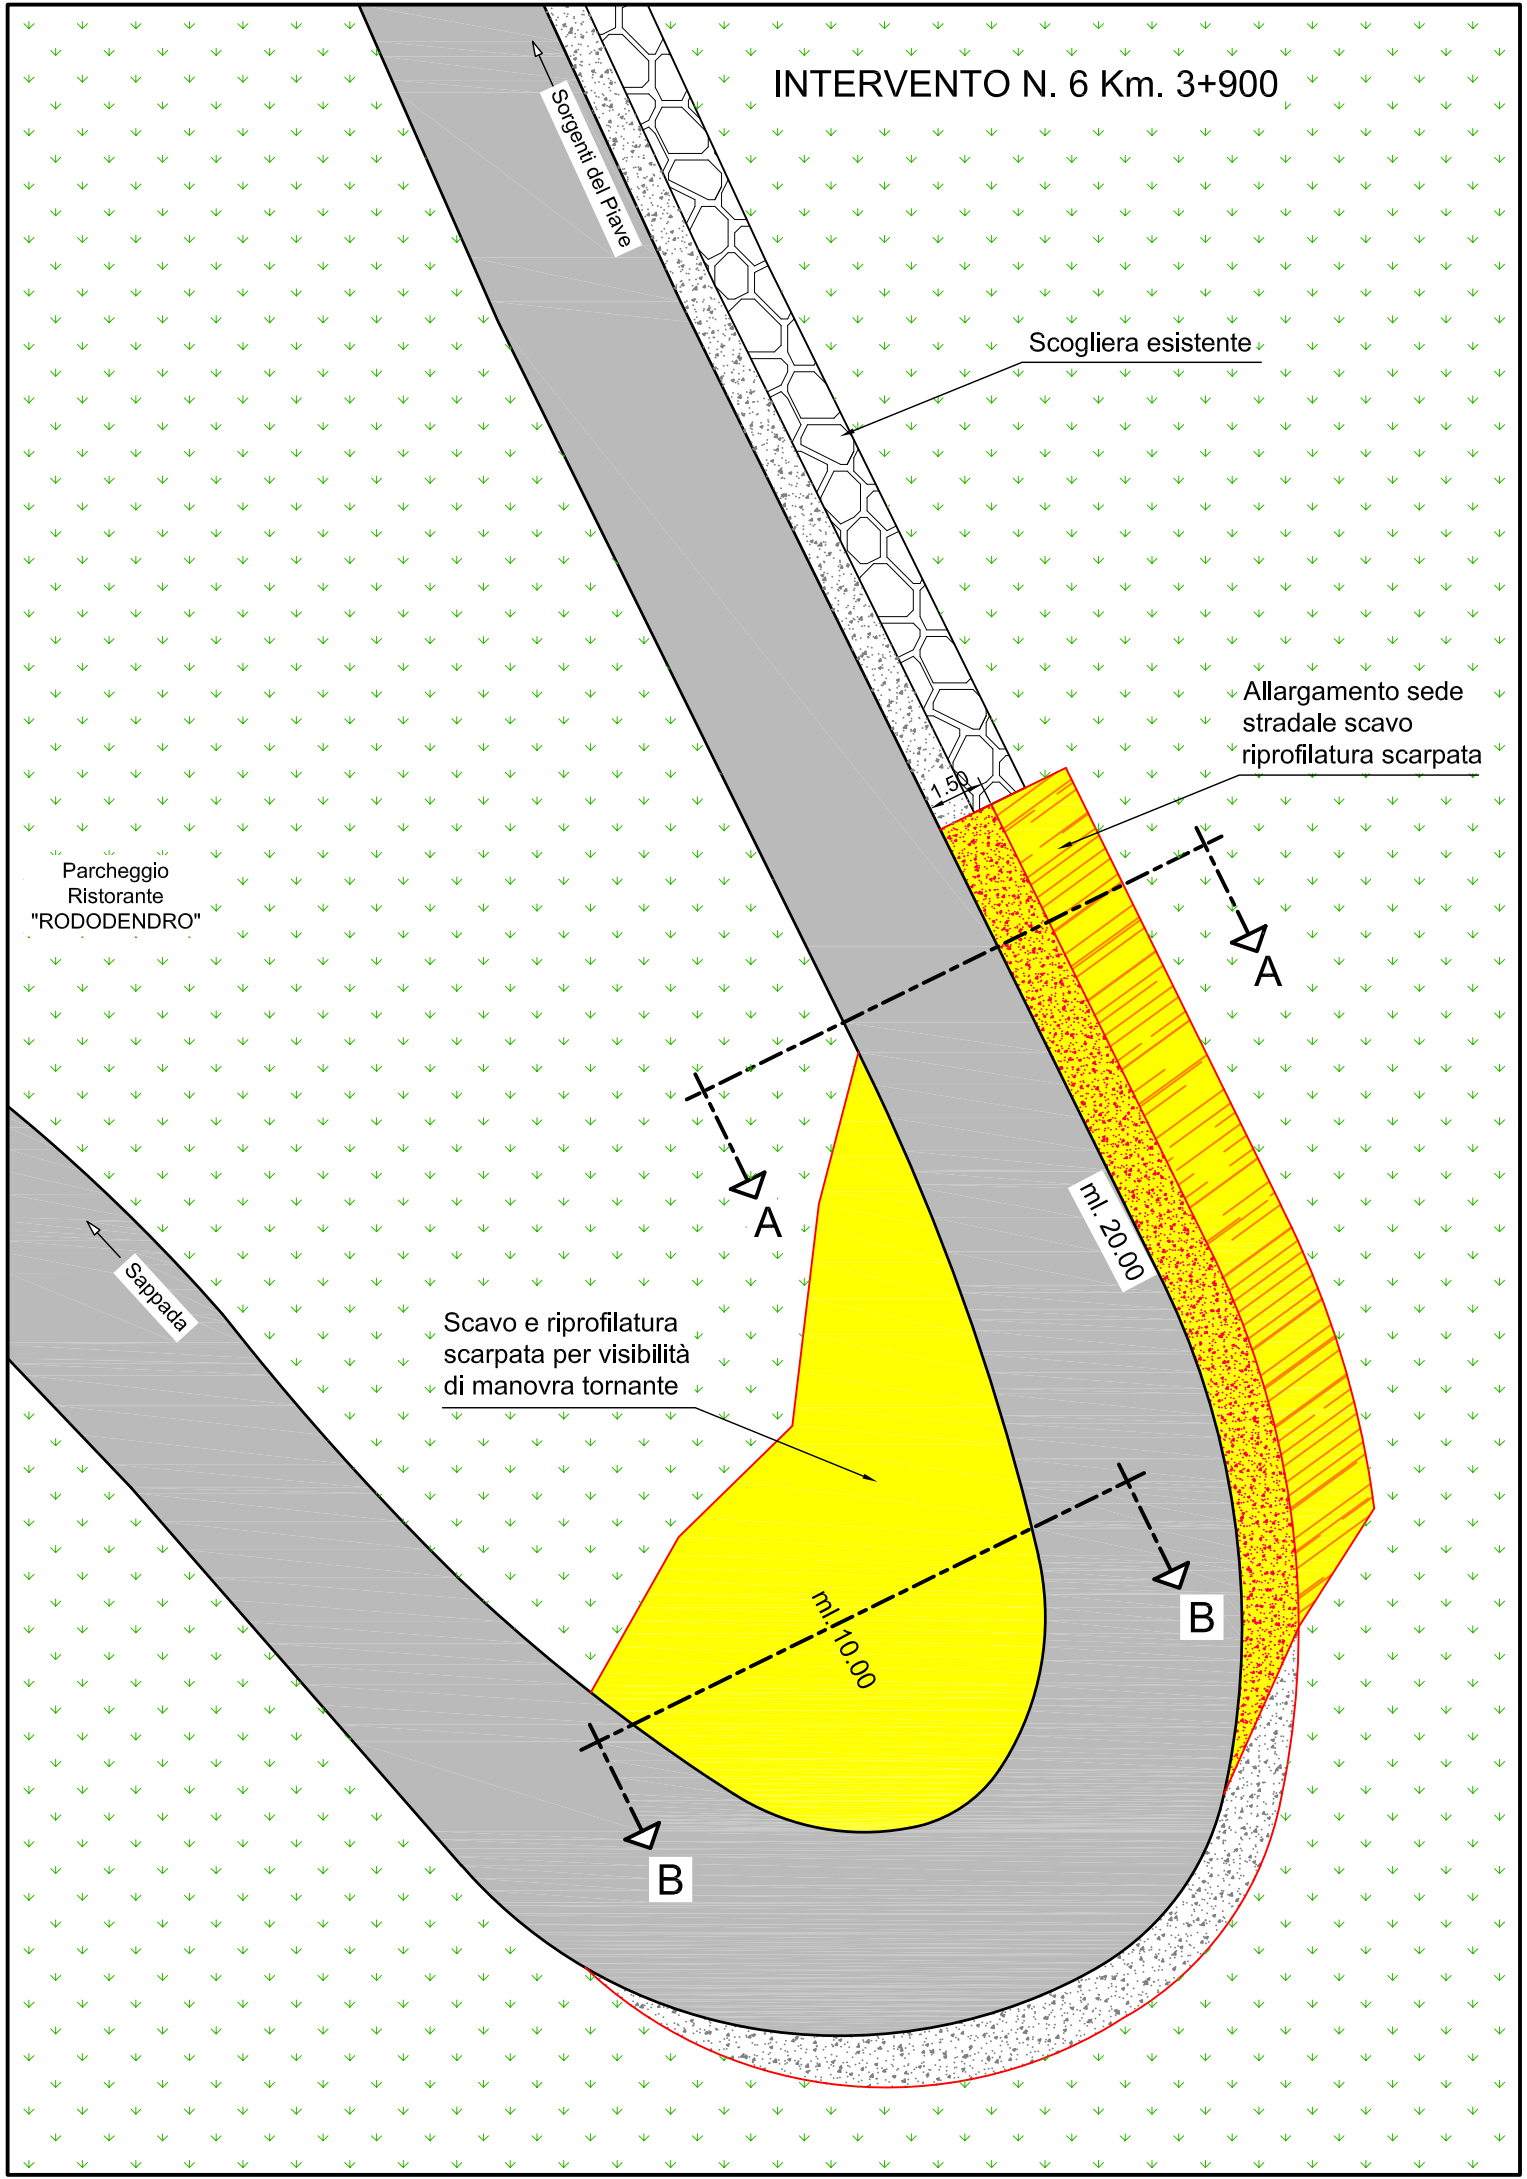 INTERVENTO N. 6 Km. 3+900
Sorgenti del Piave
Scogliera esistente
Allargamento sede
stradale scavo
riprofilatura scarpata
1.50
Parcheggio
Ristorante
"RODODENDRO"
A
A
ml. 20.00
Sappada
Scavo e riprofilatura
scarpata per visibilità
di manovra tornante
ml. 10.00
B
B